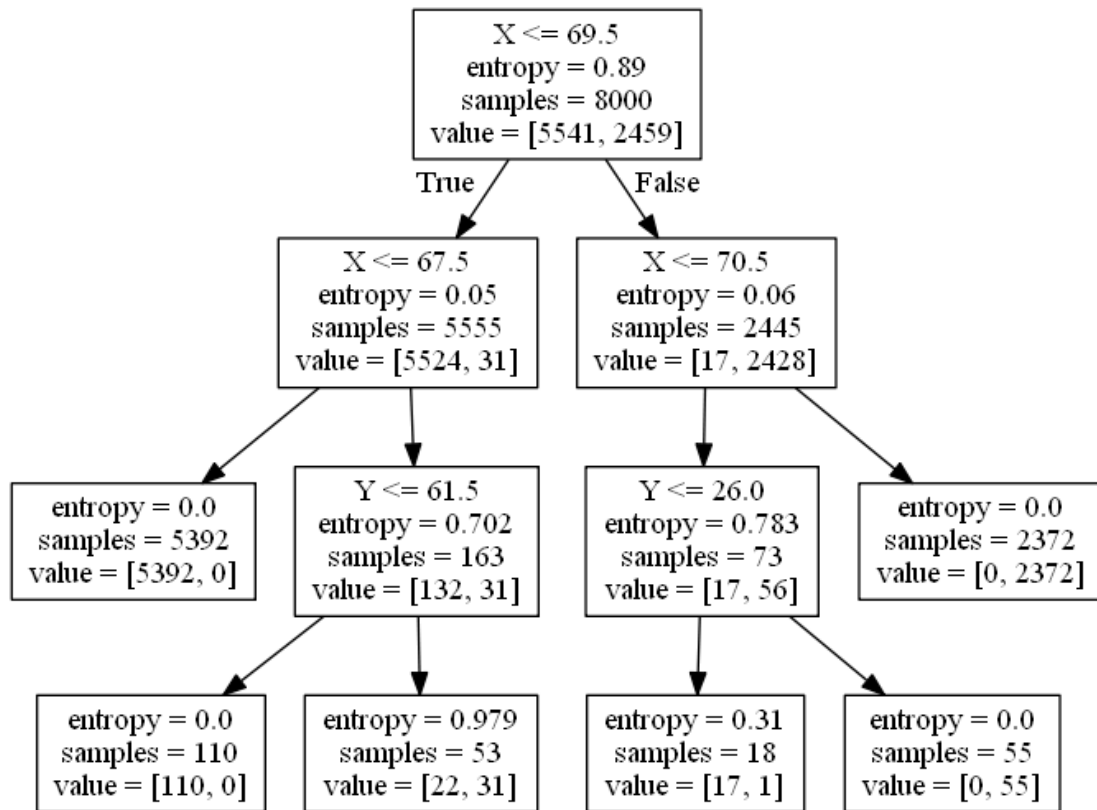 X <= 69.5
entropy = 0.89
samples = 8000
value = [5541, 2459]
True
False
X <= 67.5
entropy = 0.05
samples = 5555
value = [5524, 31]
X <= 70.5
entropy = 0.06
samples = 2445
value = [17, 2428]
entropy = 0.0
samples = 5392
value = [5392, 0]
Y <= 61.5
entropy = 0.702
samples = 163
value = [132, 31]
Y <= 26.0
entropy = 0.783
samples = 73
value = [17, 56]
entropy = 0.0
samples = 2372
value = [0, 2372]
entropy = 0.0
samples = 110
value = [110, 0]
entropy = 0.979
samples = 53
value = [22, 31]
entropy = 0.31
samples = 18
value = [17, 1]
entropy = 0.0
samples = 55
value = [0, 55]